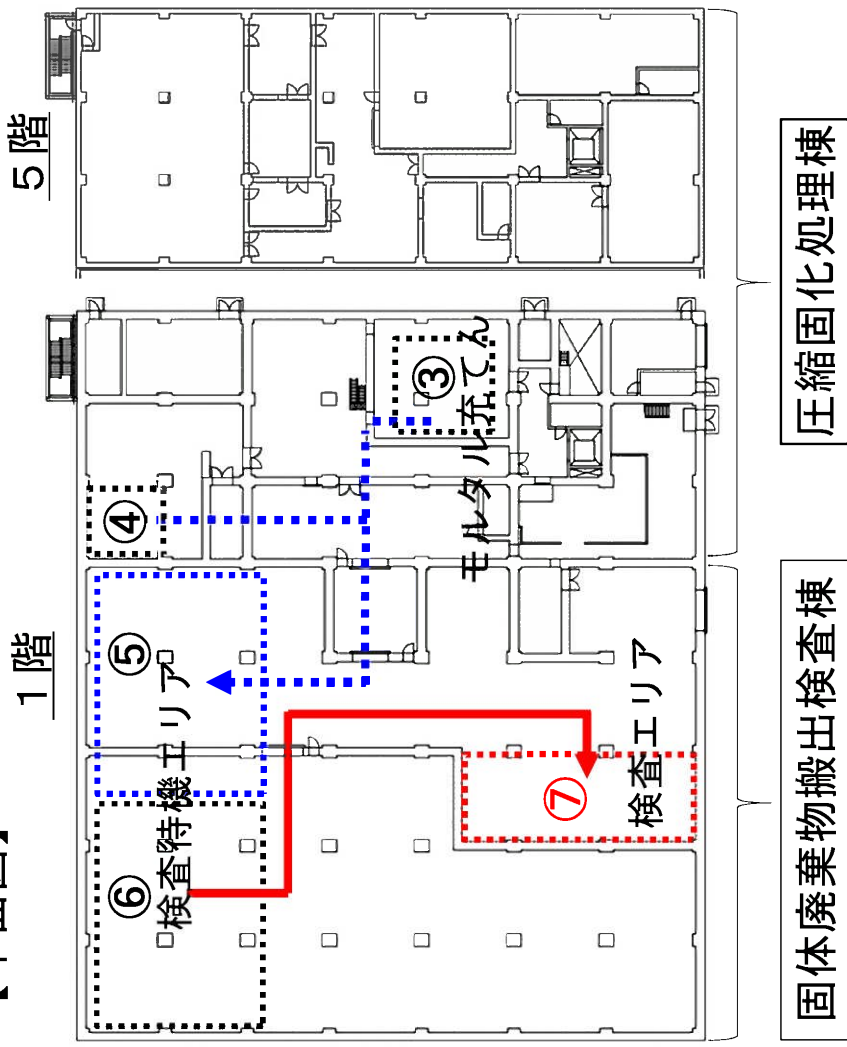 5階
1階
③
モルタル充てん
④
⑤
⑥
検査待機エリア
⑦
検査エリア
圧縮固化処理棟
固体廃棄物搬出検査棟